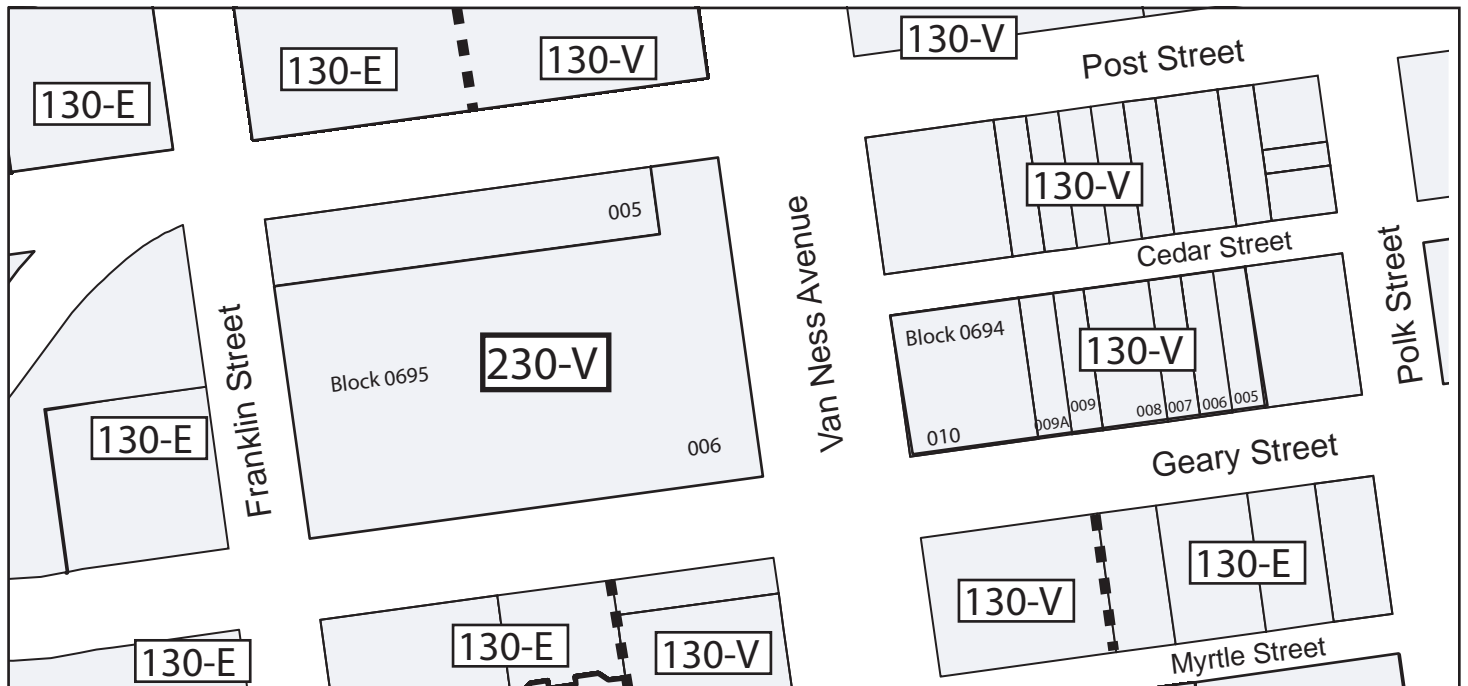 130-V
130-E
130-V
Post Street
130-E
130-V
005
Van Ness Avenue
Cedar Street
Polk Street
Franklin Street
Block 0694
130-V
230-V
Block 0695
009
008
007
006
005
009A
010
130-E
006
Geary Street
130-E
130-V
130-E
130-V
130-E
Myrtle Street